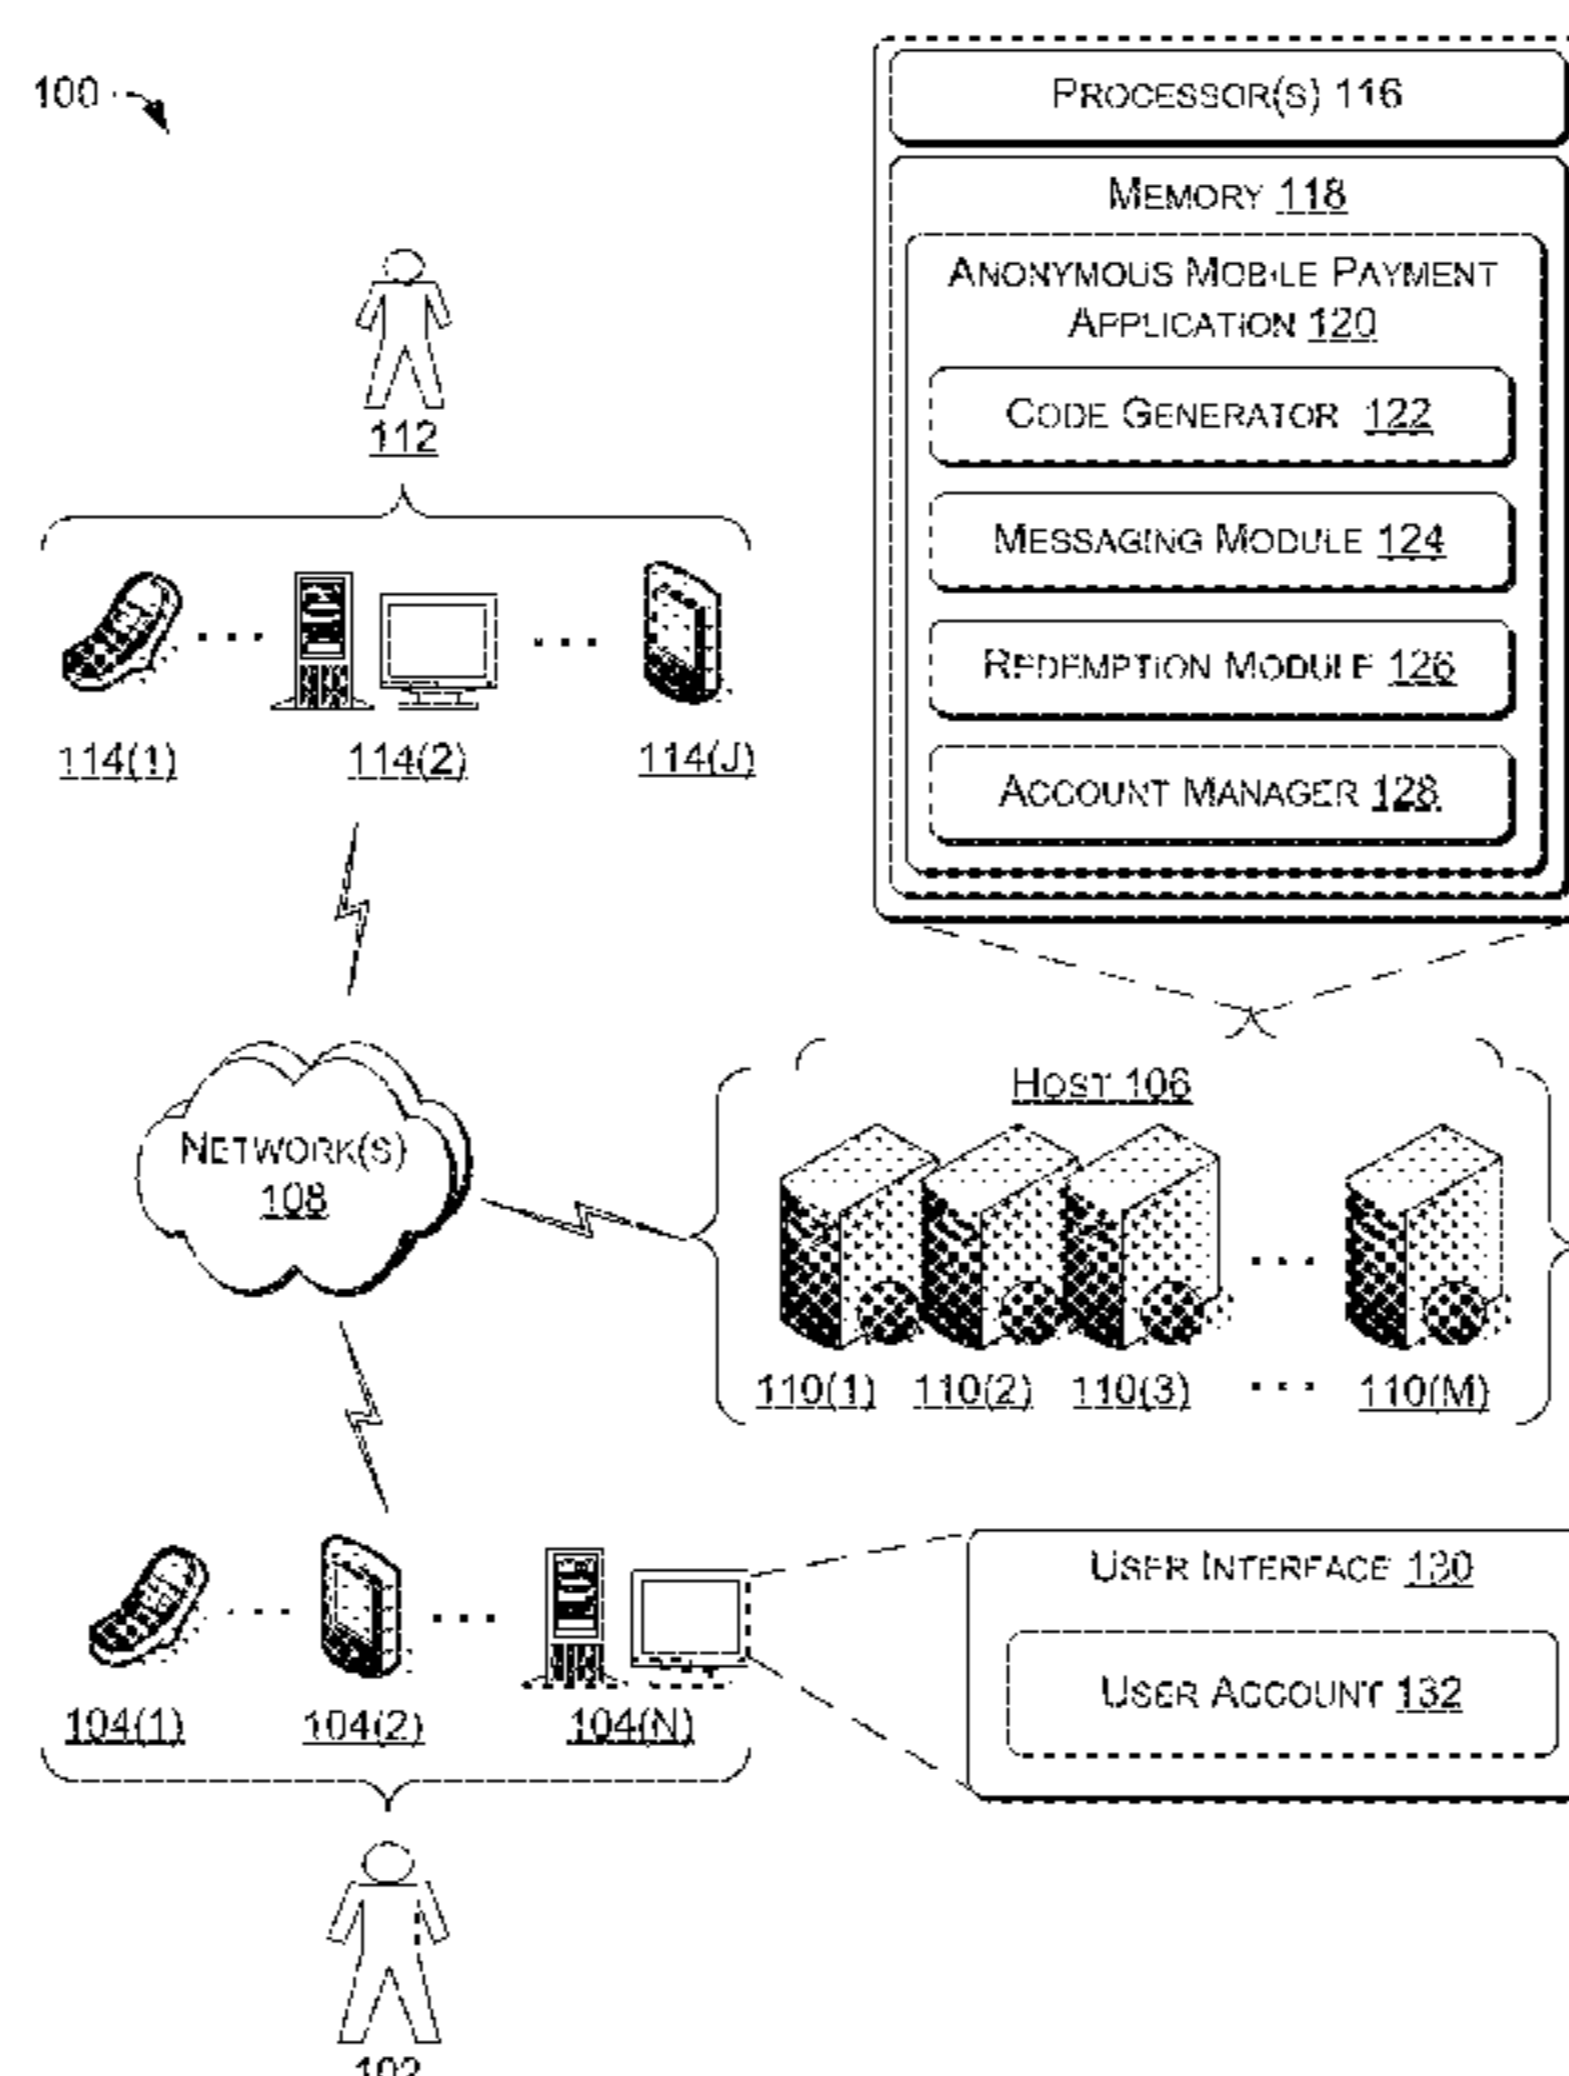 100
PROCESSOR(S) 116
MEMORY 118
ANONYMOUS MOBILE PAYMENT
APPLICATION 120
CODE GENERATOR 122
MESSAGING MODULE 124
REDEMPTION MODULE 126
ACCOUNT MANAGER 128
112
114(1)
114(2)
114(J)
NETWORK(S)
108
HOST 106
110(1)
110(2)
110(3)
...
110(M)
104(1)
104(2)
104(N)
USER INTERFACE 130
USER ACCOUNT 132
102